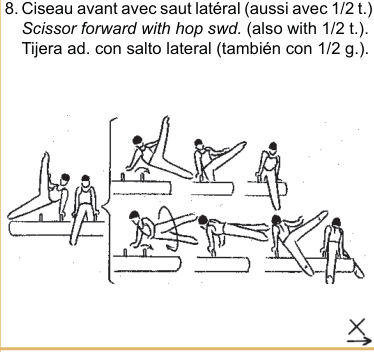 8. Ciseau avant avec saut latéral (aussi avec 1/2 t.)
Scissor forward with hop swd. (also with 1/2 t.).
Tijera ad. con salto lateral (también con 1/2 g.).